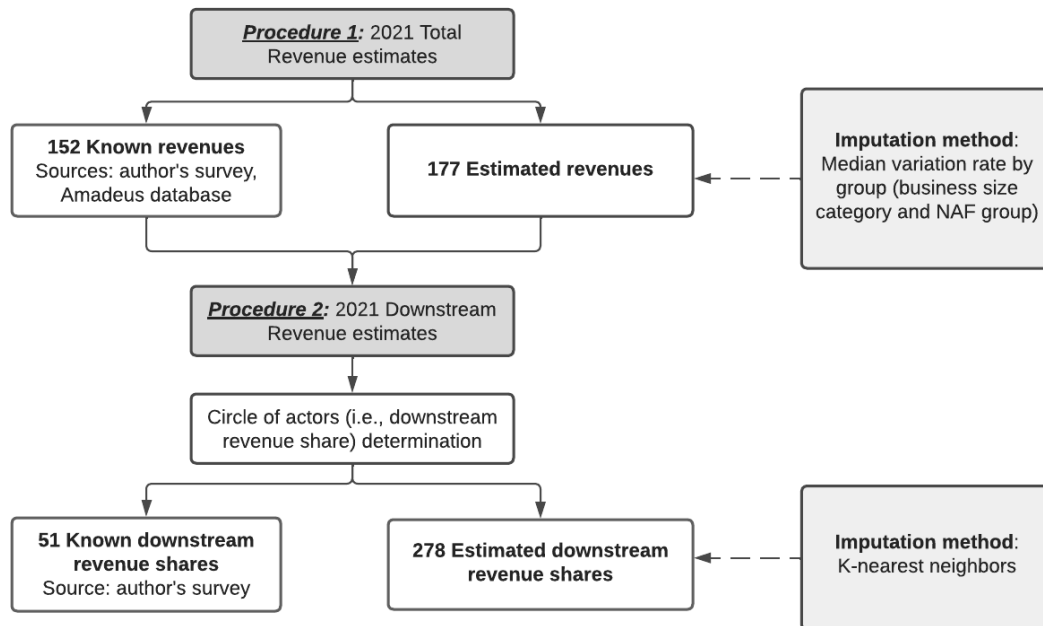 Procedure 1: 2021 Total
Revenue estimates
152 Known revenues
Sources: author's survey,
Amadeus database
177 Estimated revenues
Imputation method:
Median variation rate by
group (business size
category and NAF group)
Procedure 2: 2021 Downstream
Revenue estimates
Circle of actors (i.e., downstream
revenue share) determination
51 Known downstream
revenue shares
Source: author's survey
278 Estimated downstream
revenue shares
Imputation method:
K-nearest neighbors